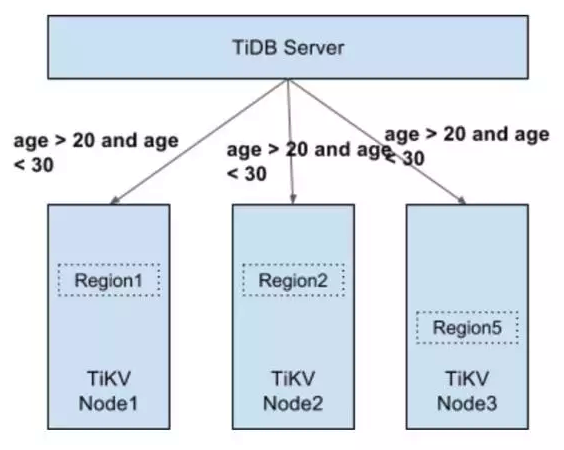 TiDB Server
age > 20 and age
< 30
age > 20 and age
< 30
age > 20 and age
< 30
Region1
Region2
Region5
TiKV
Node1
TiKV
Node2
TiKV
Node3